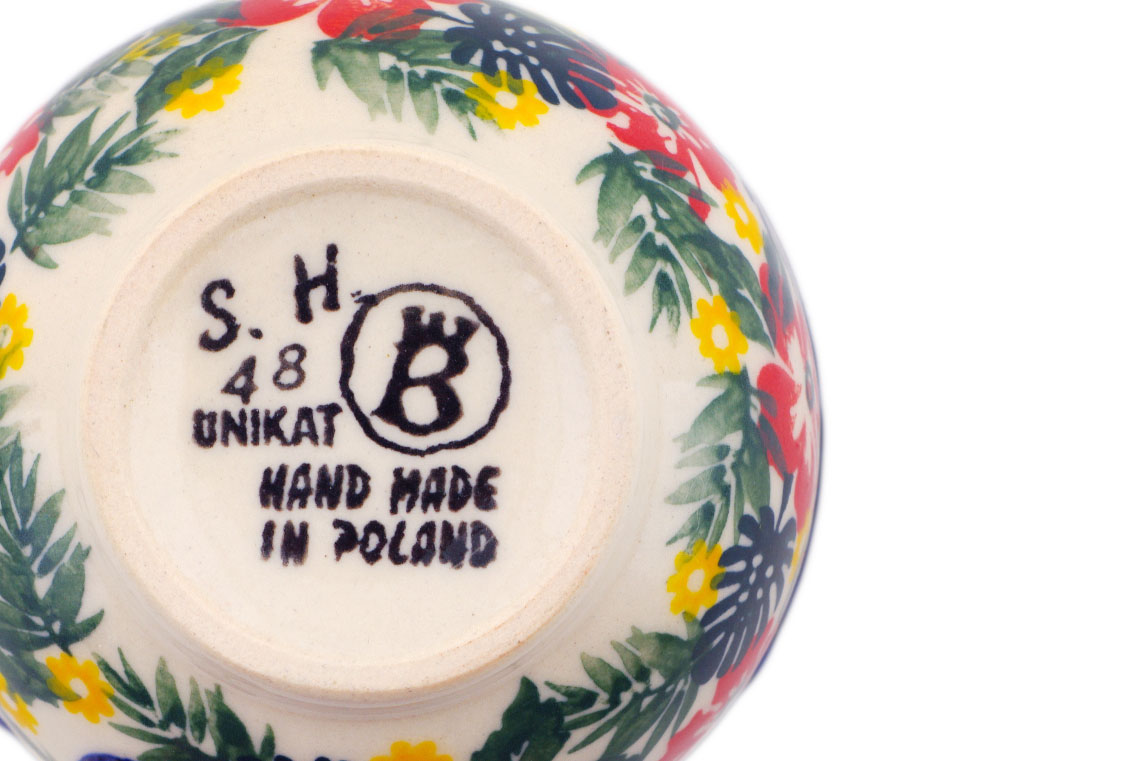 S. H.
48
B
UNIKAT
HAND MADE
IN POLAND